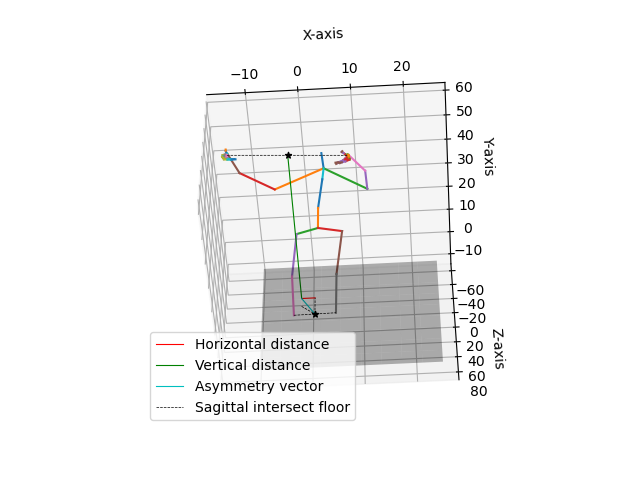 X-axis
−10 0 10 20
60
50
40
30
20
10
0
−10
Y-axis
−60
−40
−20
0
20
40
60
80
Z-axis
Horizontal distance
Vertical distance
Asymmetry vector
Sagittal intersect floor